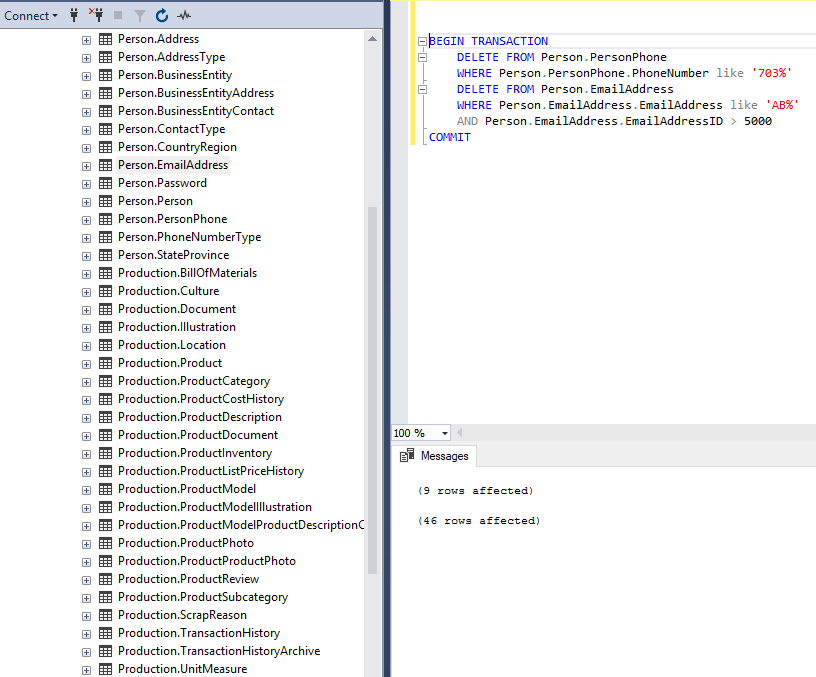 Connect
Person.Address
Person.AddressType
Person.BusinessEntity
Person.BusinessEntityAddress
Person.BusinessEntityContact
Person.ContactType
Person.CountryRegion
Person.EmailAddress
Person.Password
Person.Person
Person.PersonPhone
Person.PhoneNumberType
Person.StateProvince
Production.BillOfMaterials
Production.Culture
Production.Document
Production.Illustration
Production.Location
Production.Product
Production.ProductCategory
Production.ProductCostHistory
Production.ProductDescription
Production.ProductDocument
Production.ProductInventory
Production.ProductListPriceHistory
Production.ProductModel
Production.ProductModelIllustration
Production.ProductModelProductDescriptionC
Production.ProductPhoto
Production.ProductProductPhoto
Production.ProductReview
Production.ProductSubcategory
Production.ScrapReason
Production.TransactionHistory
Production.TransactionHistoryArchive
Production.UnitMeasure
BEGIN TRANSACTION
DELETE FROM Person.PersonPhone
WHERE Person.PersonPhone.PhoneNumber like '703%'
DELETE FROM Person.EmailAddress
WHERE Person.EmailAddress.EmailAddress like 'AB%'
AND Person.EmailAddress.EmailAddressID > 5000
COMMIT
100 %
Messages
(9 rows affected)
(46 rows affected)